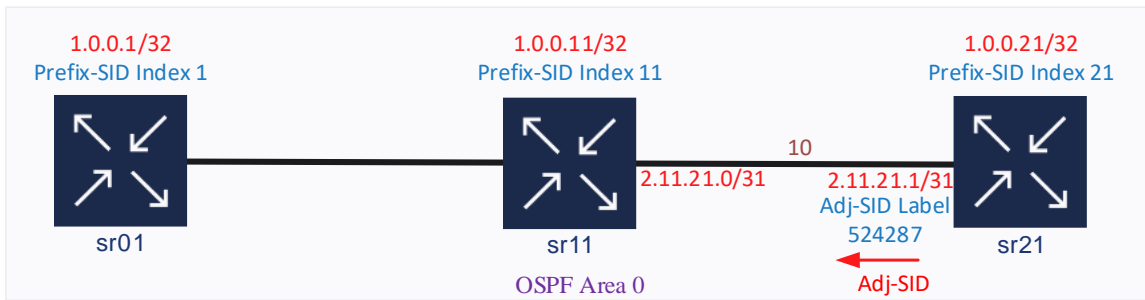 1.0.0.1/32
Prefix-SID Index 1
sr01
1.0.0.11/32
Prefix-SID Index 11
sr11
1.0.0.21/32
Prefix-SID Index 21
sr21
10
2.11.21.0/31
2.11.21.1/31
Adj-SID Label
524287
Adj-SID
OSPF Area 0